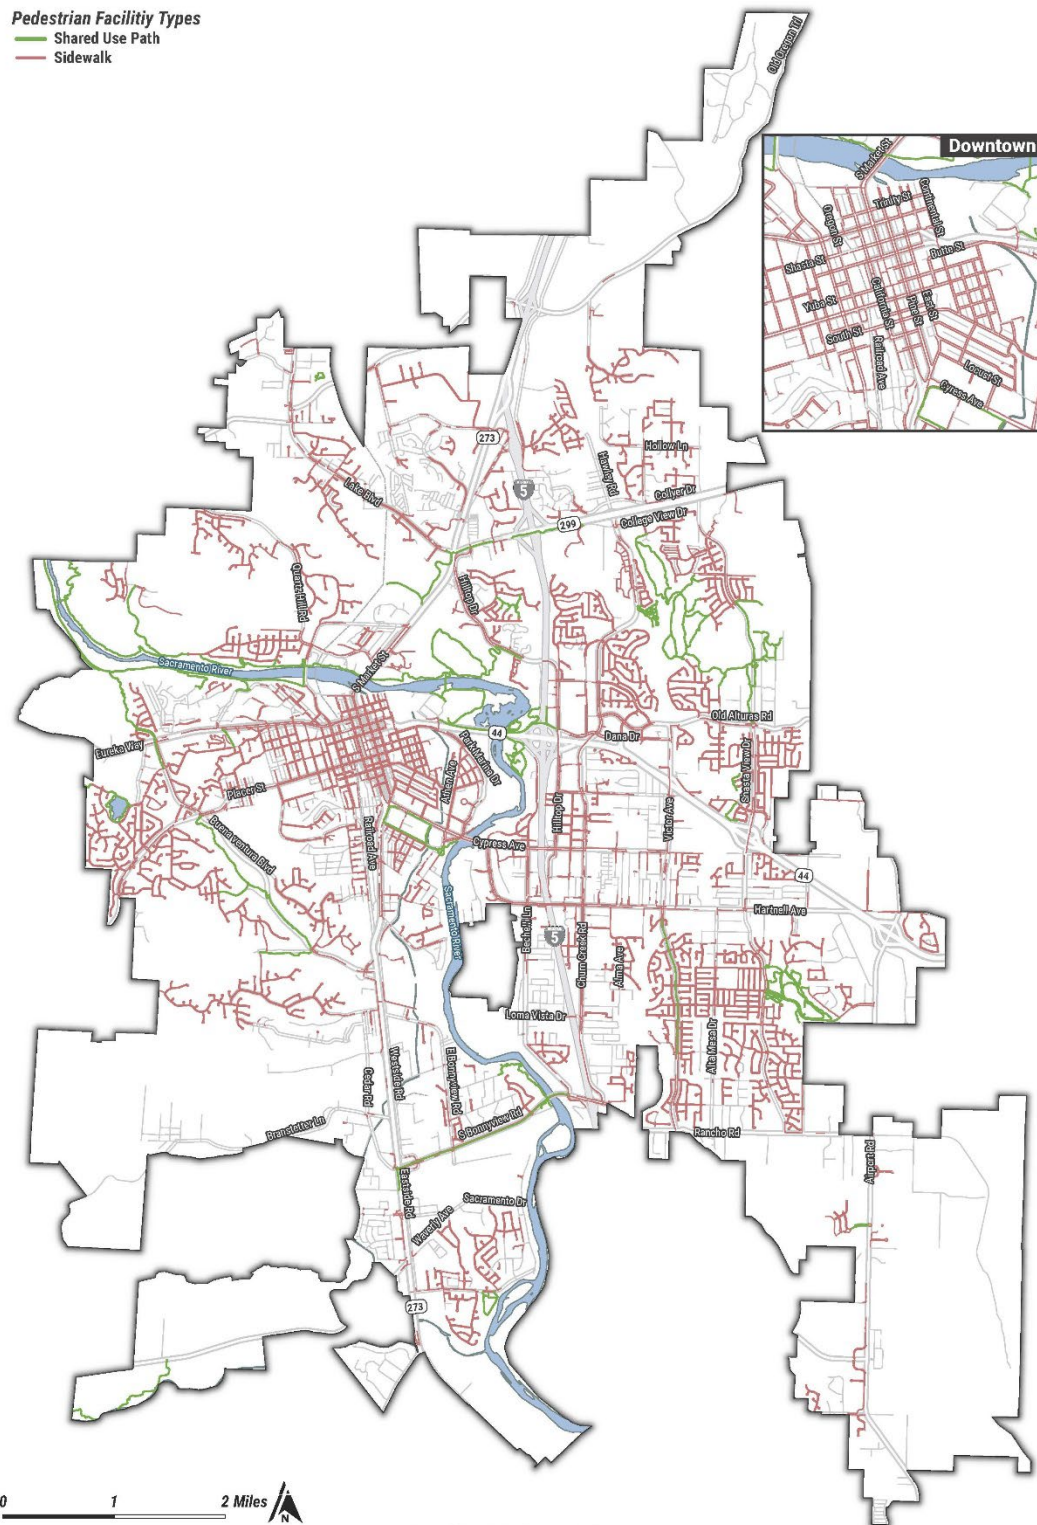 Pedestrian Facilitiy Types
Shared Use Path
Sidewalk
Old Oregon Trl
Downtown
S Market St
Trinity St
Continental St
Oregon St
Butte St
Shasta St
Yuba St
California St
Pine St
East St
South St
Railroad Ave
Locust St
Cyress Ave
273
Hollow Ln
Hawley Rd
Lake Blvd
5
Collyer Dr
299
College View Dr
Quartz Hill Rd
Hilltop Dr
Sacramento River
S Market St
Old Alturas Rd
Eureka Way
44
Dana Dr
Park Marina Dr
Shasta View Dr
Athen Ave
Placer St
Hilltop Dr
Victor Ave
Railroad Ave
Buenaventura Blvd
Cypress Ave
44
Hartnell Ave
Sacramento River
Bechelli Ln
5
Churn Creek Rd
Alma Ave
Loma Vista Dr
Alta Mesa Dr
Westside Rd
E Bonnyview Rd
Cedar Rd
S Bonnyview Rd
Branstetter Ln
Rancho Rd
Airport Rd
Eastside Rd
Sacramento Dr
Waverly Ave
273
0 1 2 Miles
N